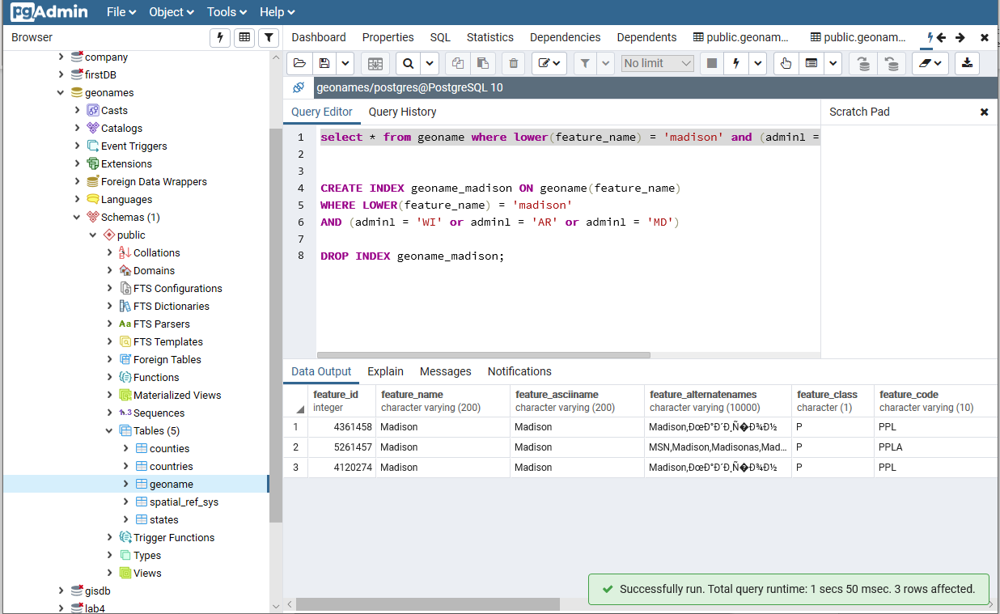 pgAdmin File Object Tools Help
Browser
Dashboard Properties SQL Statistics Dependencies Dependents public.geonam... public.geonam...
company
firstDB
geonames
Casts
Catalogs
Event Triggers
Extensions
Foreign Data Wrappers
Languages
Schemas (1)
public
Collations
Domains
FTS Configurations
FTS Dictionaries
Aa FTS Parsers
FTS Templates
Foreign Tables
Functions
Materialized Views
1..3 Sequences
Tables (5)
counties
countries
geoname
spatial_ref_sys
states
Trigger Functions
Types
Views
gisdb
lab4
No limit
geonames/postgres@PostgreSQL 10
Query Editor Query History
Scratch Pad
1 select * from geoname where lower(feature_name) = 'madison' and (admin1 =
2
3
4 CREATE INDEX geoname_madison ON geoname(feature_name)
5 WHERE LOWER(feature_name) = 'madison'
6 AND (admin1 = 'WI' or admin1 = 'AR' or admin1 = 'MD')
7
8 DROP INDEX geoname_madison;
Data Output Explain Messages Notifications
feature_id feature_name feature_asciiname feature_alternatenames feature_class feature_code
integer character varying (200) character varying (200) character varying (10000) character (1) character varying (10)
1 4361458 Madison Madison Madison,ÐœÐ°Ð´Ð¸Ñ�Ð¾Ð½ P PPL
2 5261457 Madison Madison MSN,Madison,Madisonas,Mad... P PPLA
3 4120274 Madison Madison Madison,ÐœÐ°Ð´Ð¸Ñ�Ð¾Ð½ P PPL
Successfully run. Total query runtime: 1 secs 50 msec. 3 rows affected.